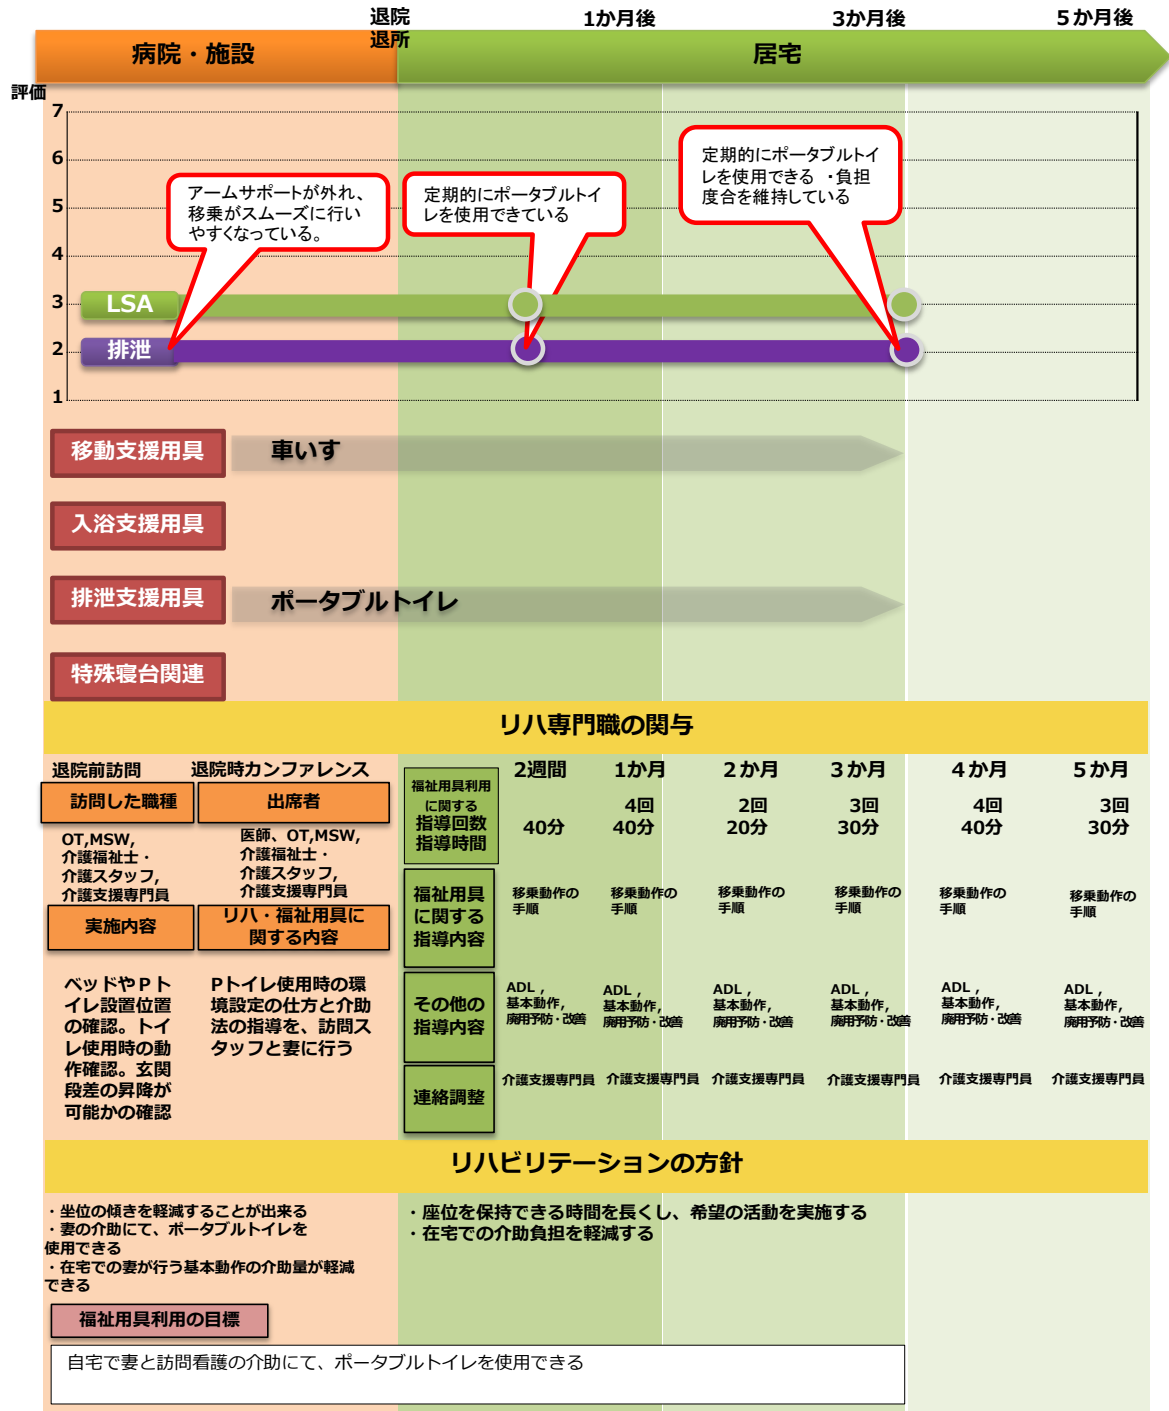 退院
退所
1か月後
3か月後
５か月後
病院・施設
居宅
評価
7
6
5
4
3
2
1
アームサポートが外れ、
移乗がスムーズに行い
やすくなっている。
定期的にポータブルトイ
レを使用できている
定期的にポータブルトイ
レを使用できる ・負担
度合を維持している
LSA
排泄
移動支援用具
車いす
入浴支援用具
排泄支援用具
ポータブルトイレ
特殊寝台関連
リハ専門職の関与
退院前訪問
退院時カンファレンス
訪問した職種
出席者
OT,MSW,
介護福祉士・
介護スタッフ,
介護支援専門員
医師、OT,MSW,
介護福祉士・
介護スタッフ,
介護支援専門員
実施内容
リハ・福祉用具に
関する内容
ベッドやＰト
イレ設置位置
の確認。トイ
レ使用時の動
作確認。玄関
段差の昇降が
可能かの確認
Pトイレ使用時の環
境設定の仕方と介助
法の指導を、訪問ス
タッフと妻に行う
2週間
1か月
２か月
３か月
４か月
５か月
福祉用具利用
に関する
指導回数
指導時間
4回
2回
3回
4回
3回
40分
40分
20分
30分
40分
30分
福祉用具
に関する
指導内容
移乗動作の
手順
移乗動作の
手順
移乗動作の
手順
移乗動作の
手順
移乗動作の
手順
移乗動作の
手順
その他の
指導内容
ADL，
基本動作，
廃用予防・改善
ADL，
基本動作，
廃用予防・改善
ADL，
基本動作，
廃用予防・改善
ADL，
基本動作，
廃用予防・改善
ADL，
基本動作，
廃用予防・改善
ADL，
基本動作，
廃用予防・改善
連絡調整
介護支援専門員
介護支援専門員
介護支援専門員
介護支援専門員
介護支援専門員
介護支援専門員
リハビリテーションの方針
・坐位の傾きを軽減することが出来る
・妻の介助にて、ポータブルトイレを
使用できる
・在宅での妻が行う基本動作の介助量が軽減
できる
・座位を保持できる時間を長くし、希望の活動を実施する
・在宅での介助負担を軽減する
福祉用具利用の目標
自宅で妻と訪問看護の介助にて、ポータブルトイレを使用できる